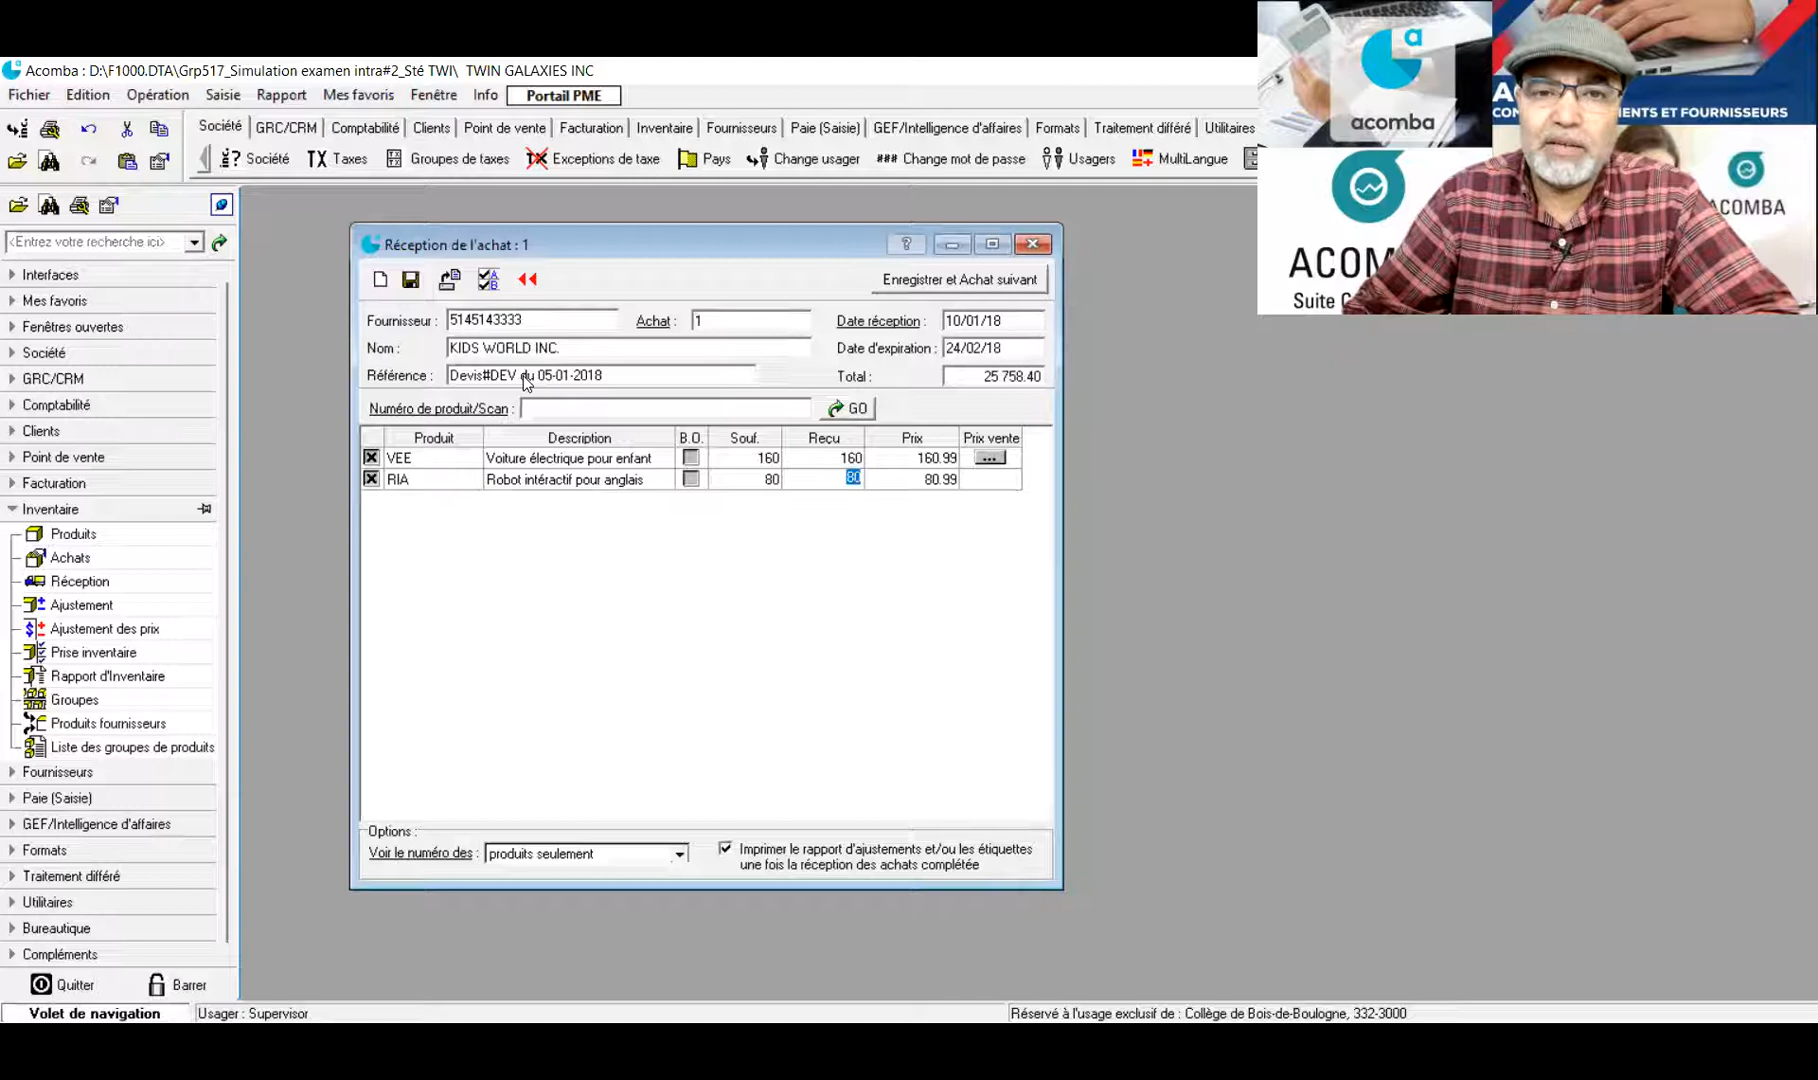 Acomba : D:\F1000.DTA\Grp517_Simulation examen intra#2_Sté TWI\ TWIN GALAXIES INC
Fichier Edition Opération Saisie Rapport Mes favoris Fenêtre Info Portail PME
Société GRC/CRM Comptabilité Clients Point de vente Facturation Inventaire Fournisseurs Paie (Saisie) GEF/Intelligence d'affaires Formats Traitement différé Utilitaires
Société Taxes Groupes de taxes Exceptions de taxe Pays Change usager Change mot de passe Usagers MultiLangue
acomba
ENTS ET FOURNISSEURS
ACOMBA
Suite
<Entrez votre recherche ici>
Interfaces
Mes favoris
Fenêtres ouvertes
Société
GRC/CRM
Comptabilité
Clients
Point de vente
Facturation
Inventaire
Produits
Achats
Réception
Ajustement
Ajustement des prix
Prise inventaire
Rapport d'Inventaire
Groupes
Produits fournisseurs
Liste des groupes de produits
Fournisseurs
Paie (Saisie)
GEF/Intelligence d'affaires
Formats
Traitement différé
Utilitaires
Bureautique
Compléments
Quitter Barrer
Réception de l'achat : 1
Enregistrer et Achat suivant
Fournisseur : 5145143333 Achat : 1 Date réception : 10/01/18
Nom : KIDS WORLD INC. Date d'expiration : 24/02/18
Référence : Devis#DEV du 05-01-2018 Total : 25 758.40
Numéro de produit/Scan : GO
Produit Description B.O. Souf. Reçu Prix Prix vente
VEE Voiture électrique pour enfant 160 160 160.99 ...
RIA Robot intéractif pour anglais 80 80 80.99
Options :
Voir le numéro des : produits seulement
Imprimer le rapport d'ajustements et/ou les étiquettes
une fois la réception des achats complétée
Volet de navigation Usager : Supervisor Réservé à l'usage exclusif de : Collège de Bois-de-Boulogne, 332-3000